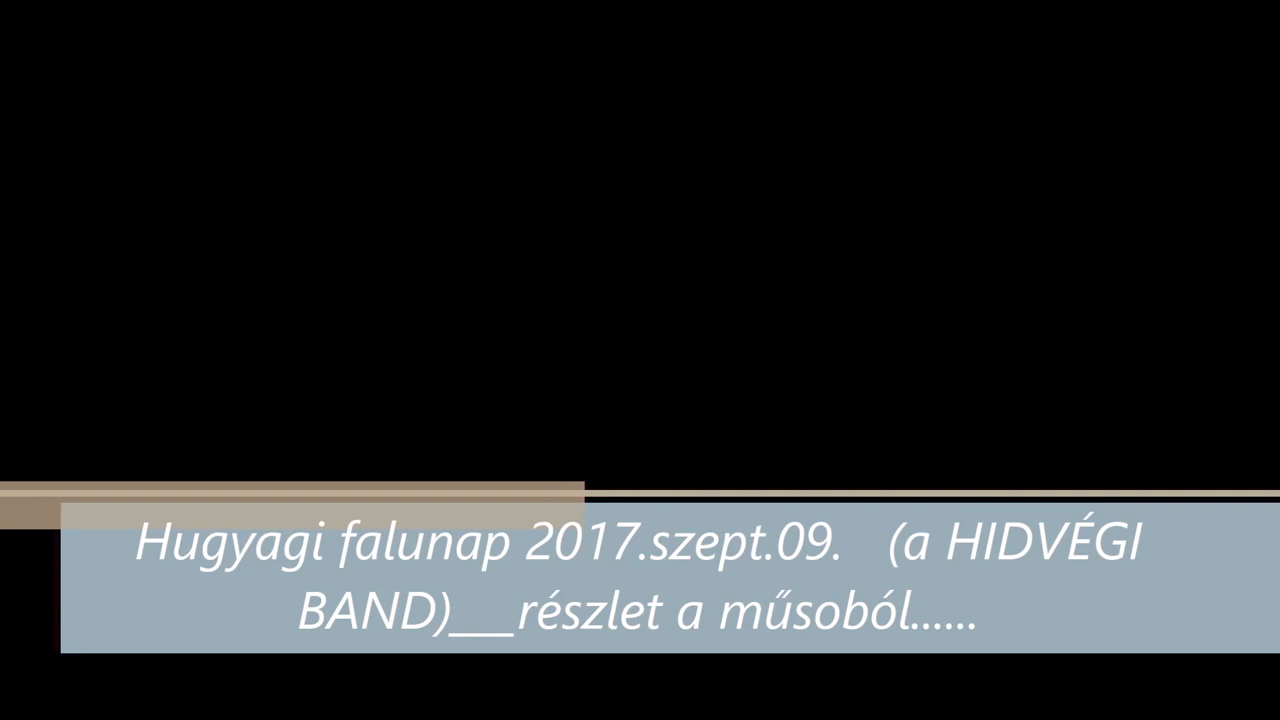 Hugyagi falunap 2017.szept.09. (a HIDVÉGI
BAND)___részlet a műsoból......